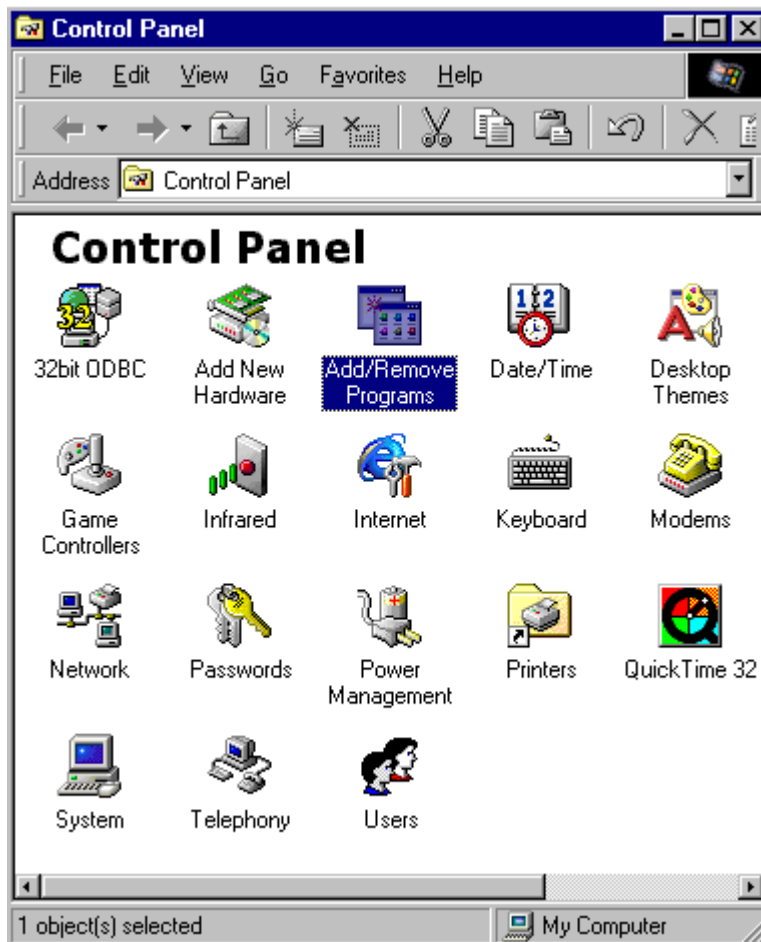 Control Panel
File Edit View Go Favorites Help
Address Control Panel
Control Panel
32bit ODBC
Add New
Hardware
Add/Remove
Programs
Date/Time
Desktop
Themes
Game
Controllers
Infrared
Internet
Keyboard
Modems
Network
Passwords
Power
Management
Printers
QuickTime 32
System
Telephony
Users
1 object(s) selected
My Computer